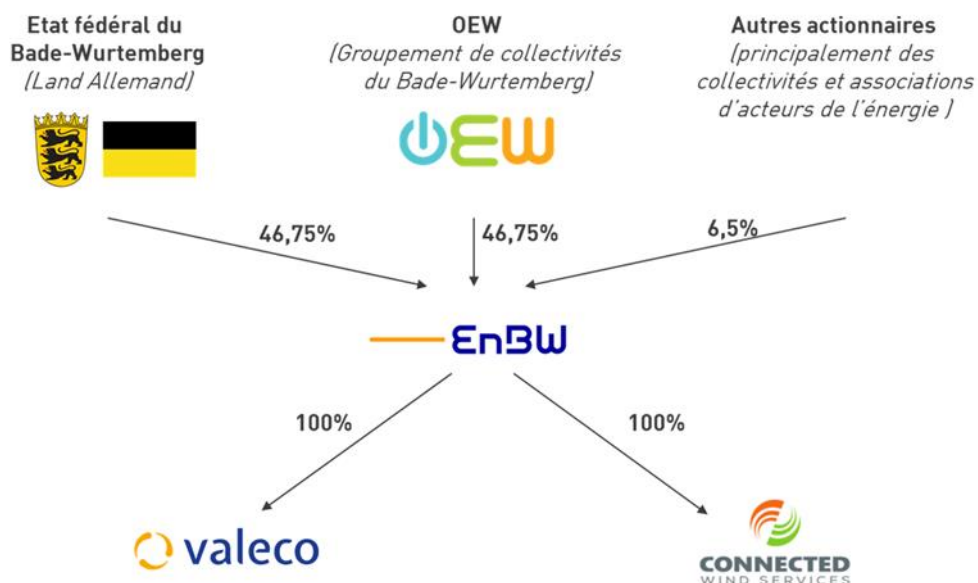 Etat fédéral du
Bade-Wurtemberg
(Land Allemand)
OEW
(Groupement de collectivités
du Bade-Wurtemberg)
Autres actionnaires
(principalement des
collectivités et associations
d'acteurs de l'énergie )
OEW
46,75%
46,75%
6,5%
EnBW
100%
100%
valeco
CONNECTED
WIND SERVICES